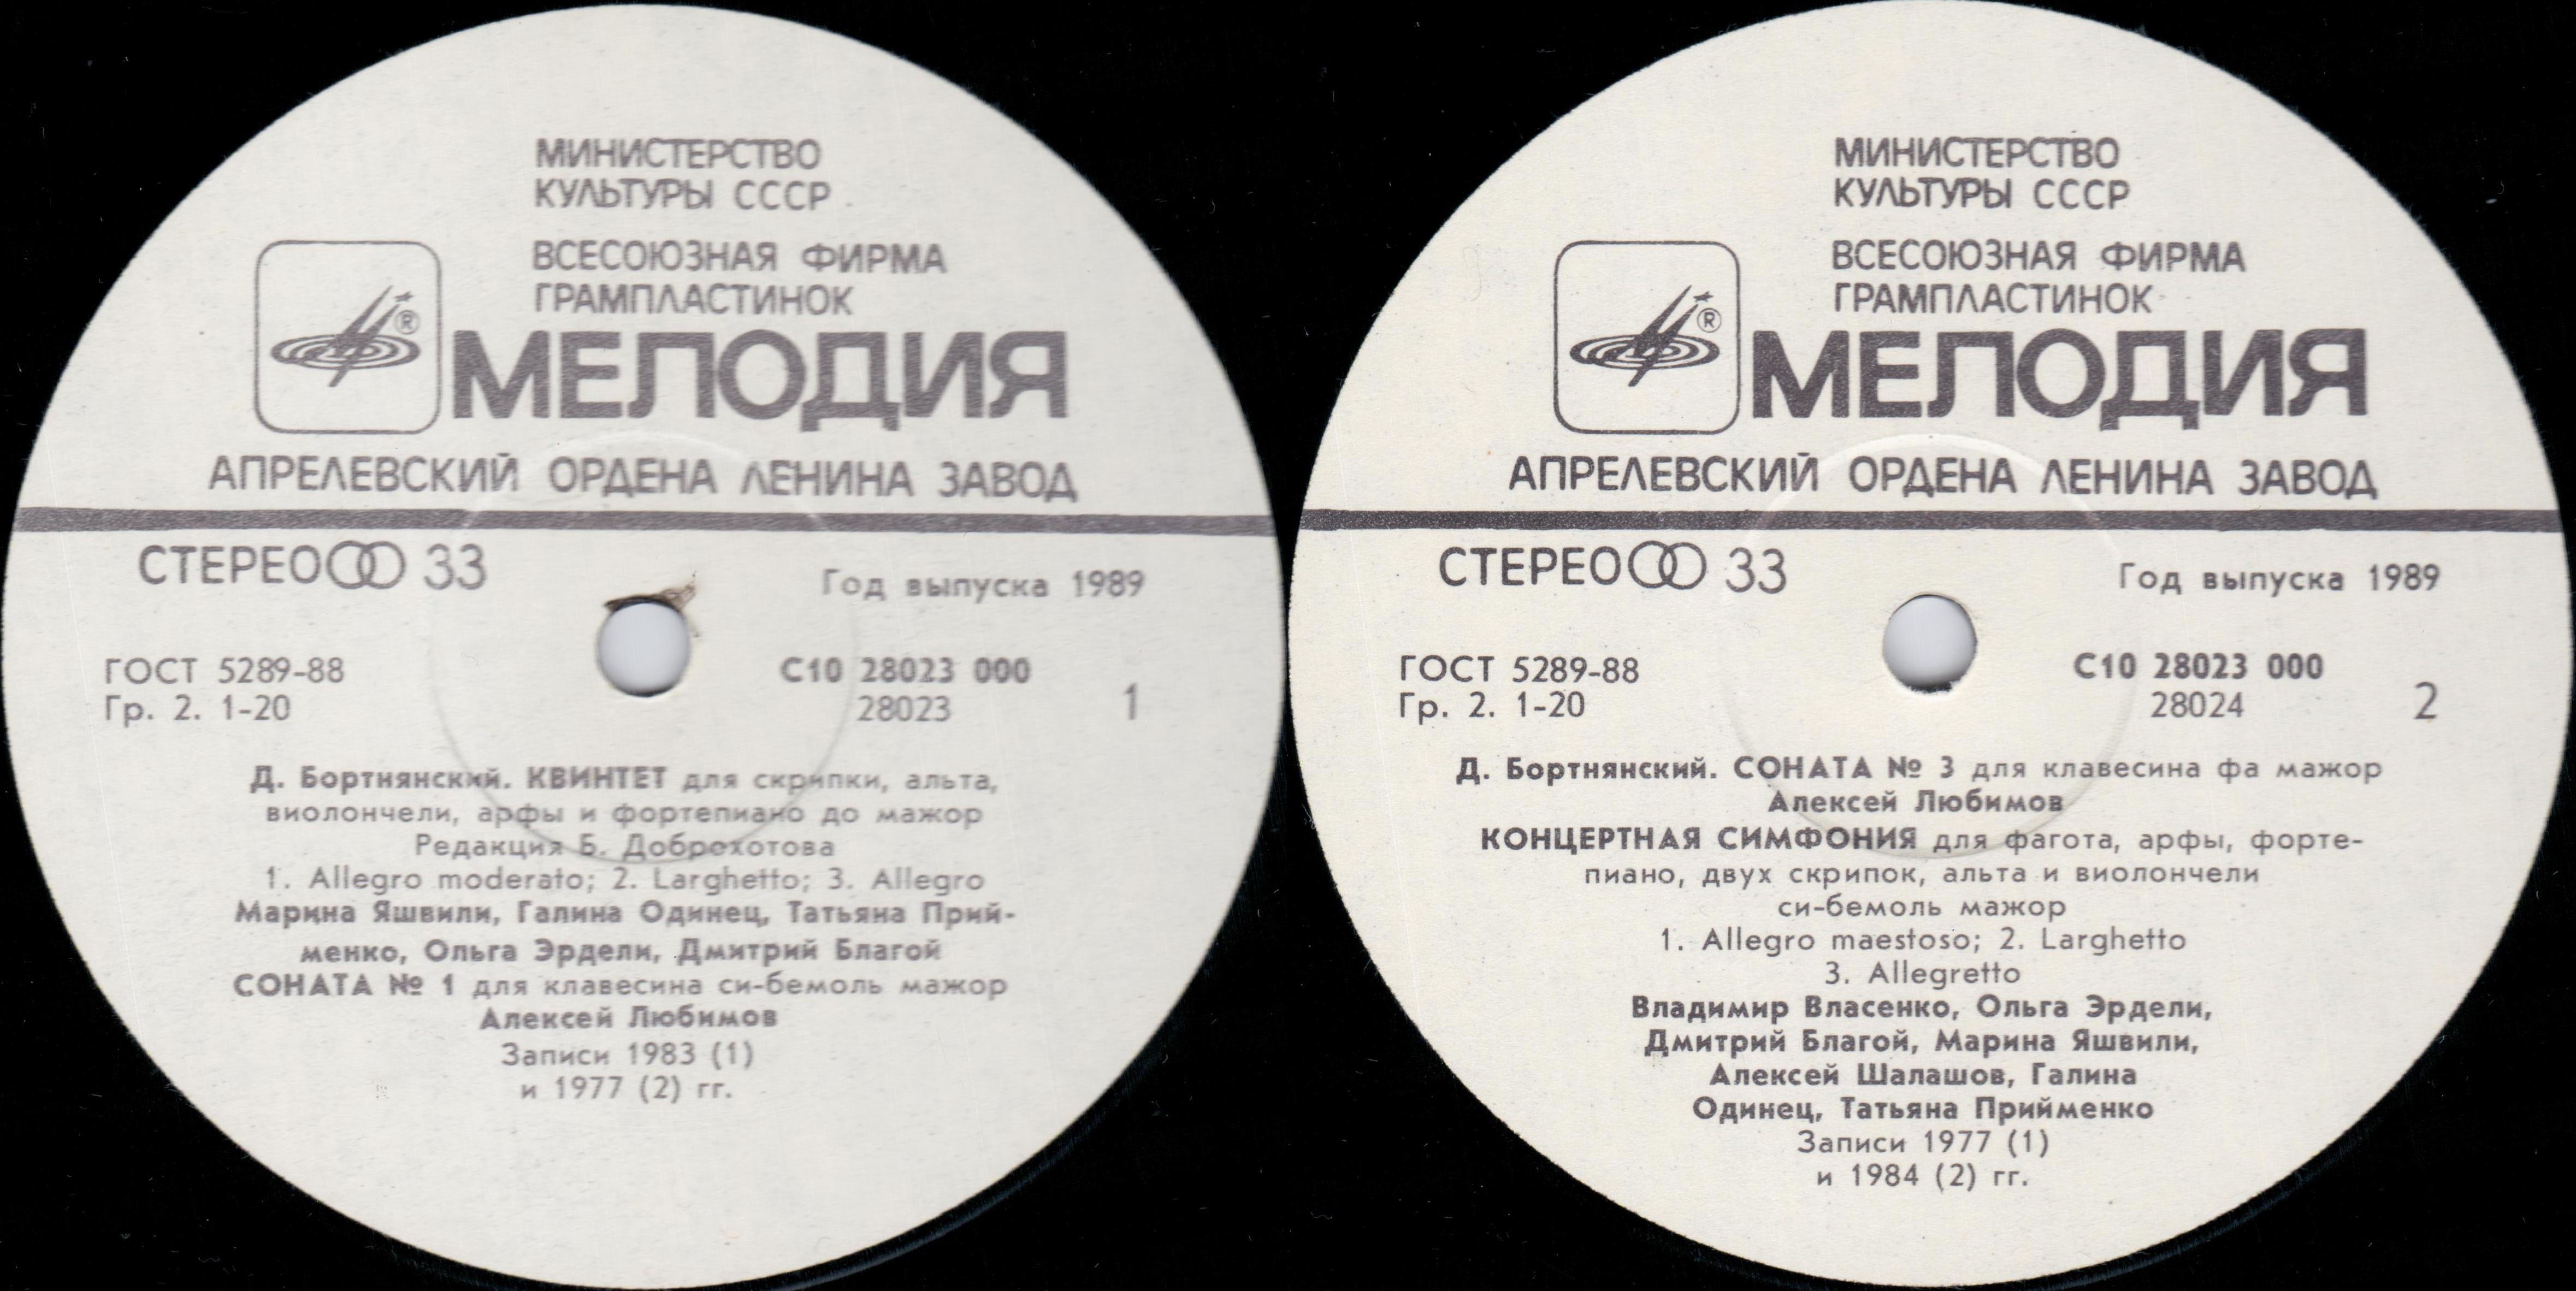 МИНИСТЕРСТВО
КУЛЬТУРЫ СССР
ВСЕСОЮЗНАЯ ФИРМА
ГРАМПЛАСТИНОК
®
МЕЛОДИЯ
АПРЕЛЕВСКИЙ ОРДЕНА ЛЕНИНА ЗАВОД
СТЕРЕО 33
Год выпуска 1989
ГОСТ 5289-88
Гр. 2. 1-20
С10 28023 000
28023
1
Д. Бортнянский. КВИНТЕТ для скрипки, альта,
виолончели, арфы и фортепиано до мажор
Редакция Б. Доброхотова
1. Allegro moderato; 2. Larghetto; 3. Allegro
Марина Яшвили, Галина Одинец, Татьяна Прий-
менко, Ольга Эрдели, Дмитрий Благой
СОНАТА № 1 для клавесина си-бемоль мажор
Алексей Любимов
Записи 1983 (1)
и 1977 (2) гг.
МИНИСТЕРСТВО
КУЛЬТУРЫ СССР
ВСЕСОЮЗНАЯ ФИРМА
ГРАМПЛАСТИНОК
®
МЕЛОДИЯ
АПРЕЛЕВСКИЙ ОРДЕНА ЛЕНИНА ЗАВОД
СТЕРЕО 33
Год выпуска 1989
ГОСТ 5289-88
Гр. 2. 1-20
С10 28023 000
28024
2
Д. Бортнянский. СОНАТА № 3 для клавесина фа мажор
Алексей Любимов
КОНЦЕРТНАЯ СИМФОНИЯ для фагота, арфы, форте-
пиано, двух скрипок, альта и виолончели
си-бемоль мажор
1. Allegro maestoso; 2. Larghetto
3. Allegretto
Владимир Власенко, Ольга Эрдели,
Дмитрий Благой, Марина Яшвили,
Алексей Шалашов, Галина
Одинец, Татьяна Прийменко
Записи 1977 (1)
и 1984 (2) гг.